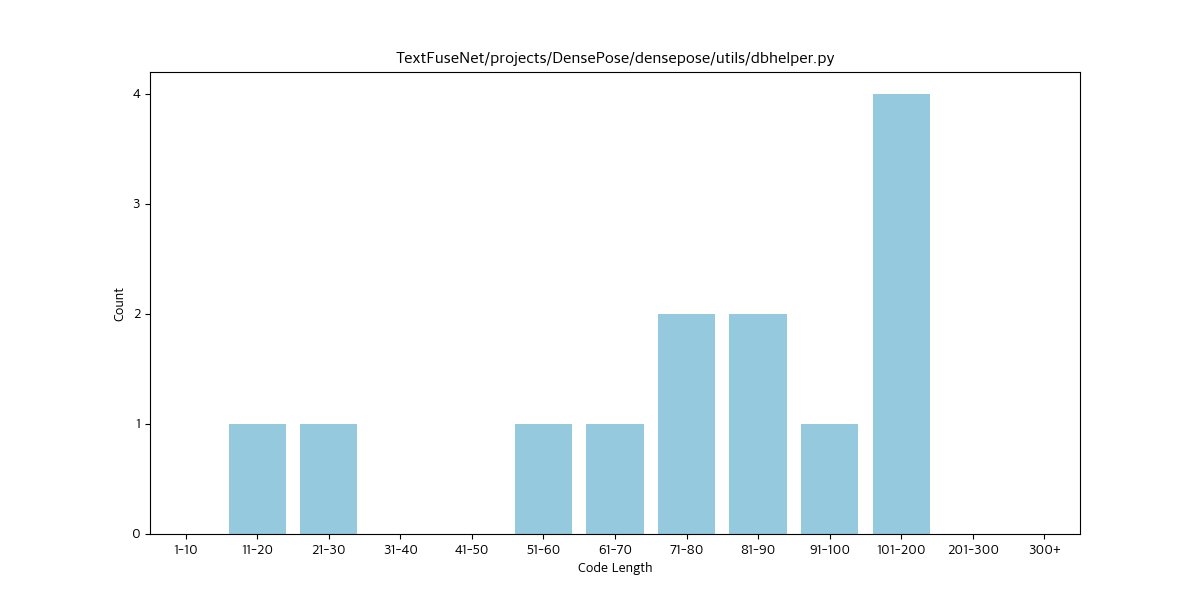 TextFuseNet/projects/DensePose/densepose/utils/dbhelper.py
4
3
2
1
0
Count
1-10 11-20 21-30 31-40 41-50 51-60 61-70 71-80 81-90 91-100 101-200 201-300 300+
Code Length